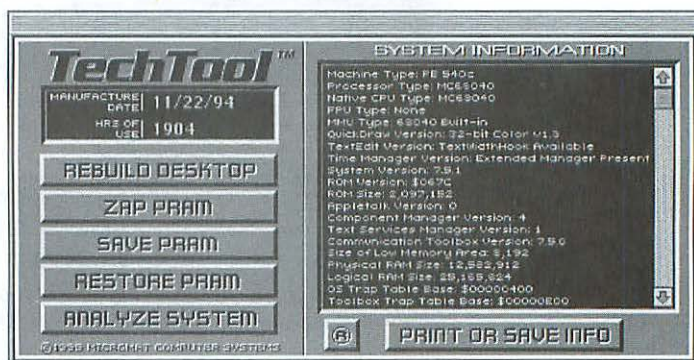 TechTool™
MANUFACTURE DATE 11/22/94
HRS OF USE 1904
REBUILD DESKTOP
ZAP PRAM
SAVE PRAM
RESTORE PRAM
ANALYZE SYSTEM
MICROMAT COMPUTER SYSTEMS
SYSTEM INFORMATION
Machine Type: PB 540c
Processor Type: MC68040
Native CPU Type: MC68040
FPU Type: None
MMU Type: 68040 Built-in
QuickDraw Version: 32-bit Color v1.3
TextEdit Version: TextWidthHook Available
Time Manager Version: Extended Manager Present
System Version: 7.5.1
ROM Version: $067C
ROM Size: 2,097,152
Appletalk Version: 0
Component Manager Version: 4
Text Services Manager Version: 1
Communication Toolbox Version: 7.5.0
Size of Low Memory Area: 8,192
Physical RAM Size: 12,582,912
Logical RAM Size: 25,165,824
OS Trap Table Base: $00000400
Toolbox Trap Table Base: $00000E00
PRINT OR SAVE INFO